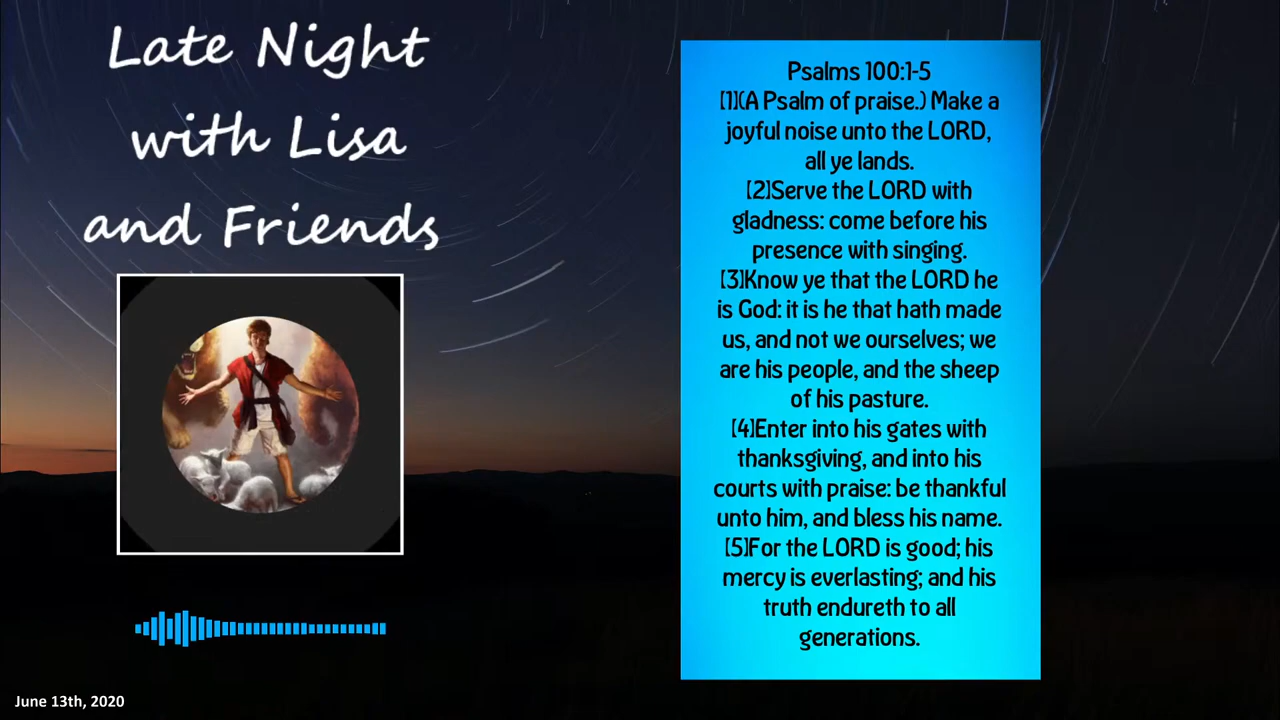 Late Night
with Lisa
and Friends
Psalms 100:1-5
[1](A Psalm of praise.) Make a
joyful noise unto the LORD,
all ye lands.
[2]Serve the LORD with
gladness: come before his
presence with singing.
[3]Know ye that the LORD he
is God: it is he that hath made
us, and not we ourselves; we
are his people, and the sheep
of his pasture.
[4]Enter into his gates with
thanksgiving, and into his
courts with praise: be thankful
unto him, and bless his name.
[5]For the LORD is good; his
mercy is everlasting; and his
truth endureth to all
generations.
June 13th, 2020